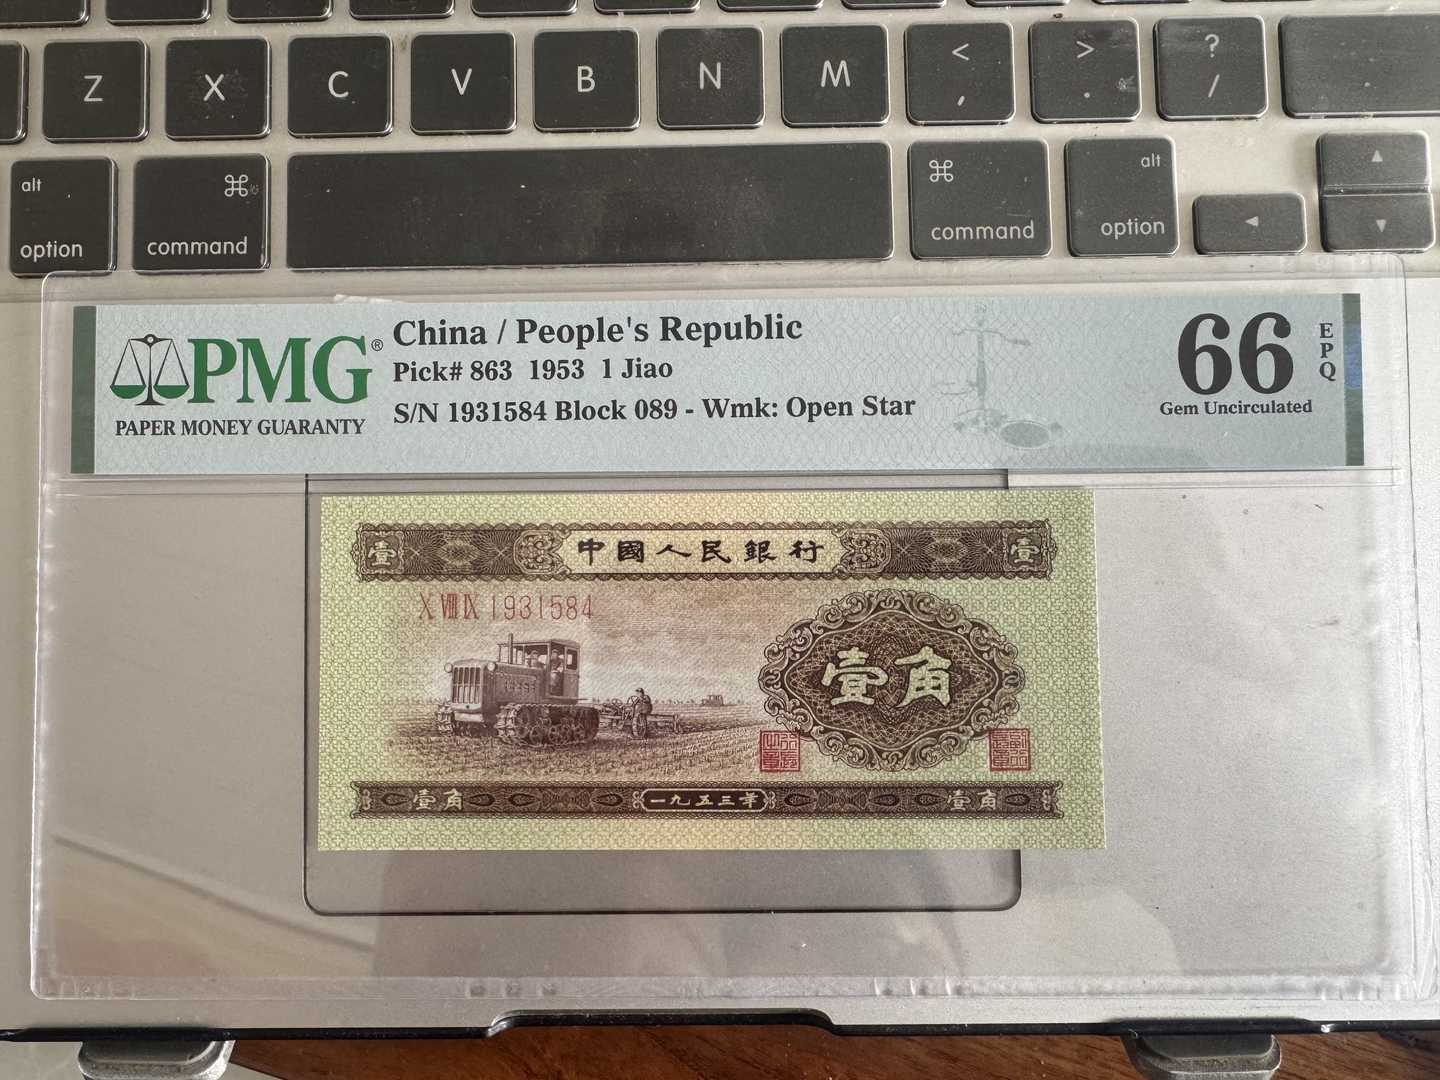 Z X C V B N M < , > . ? /
alt ⌘ ⌘ alt
option command command option
PMG®
PAPER MONEY GUARANTY
China / People's Republic
Pick# 863 1953 1 Jiao
S/N 1931584 Block 089 - Wmk: Open Star
66 EPQ
Gem Uncirculated
壹 中國人民銀行 壹
X VIII IX 1931584
壹角
壹角 一九五三年 壹角